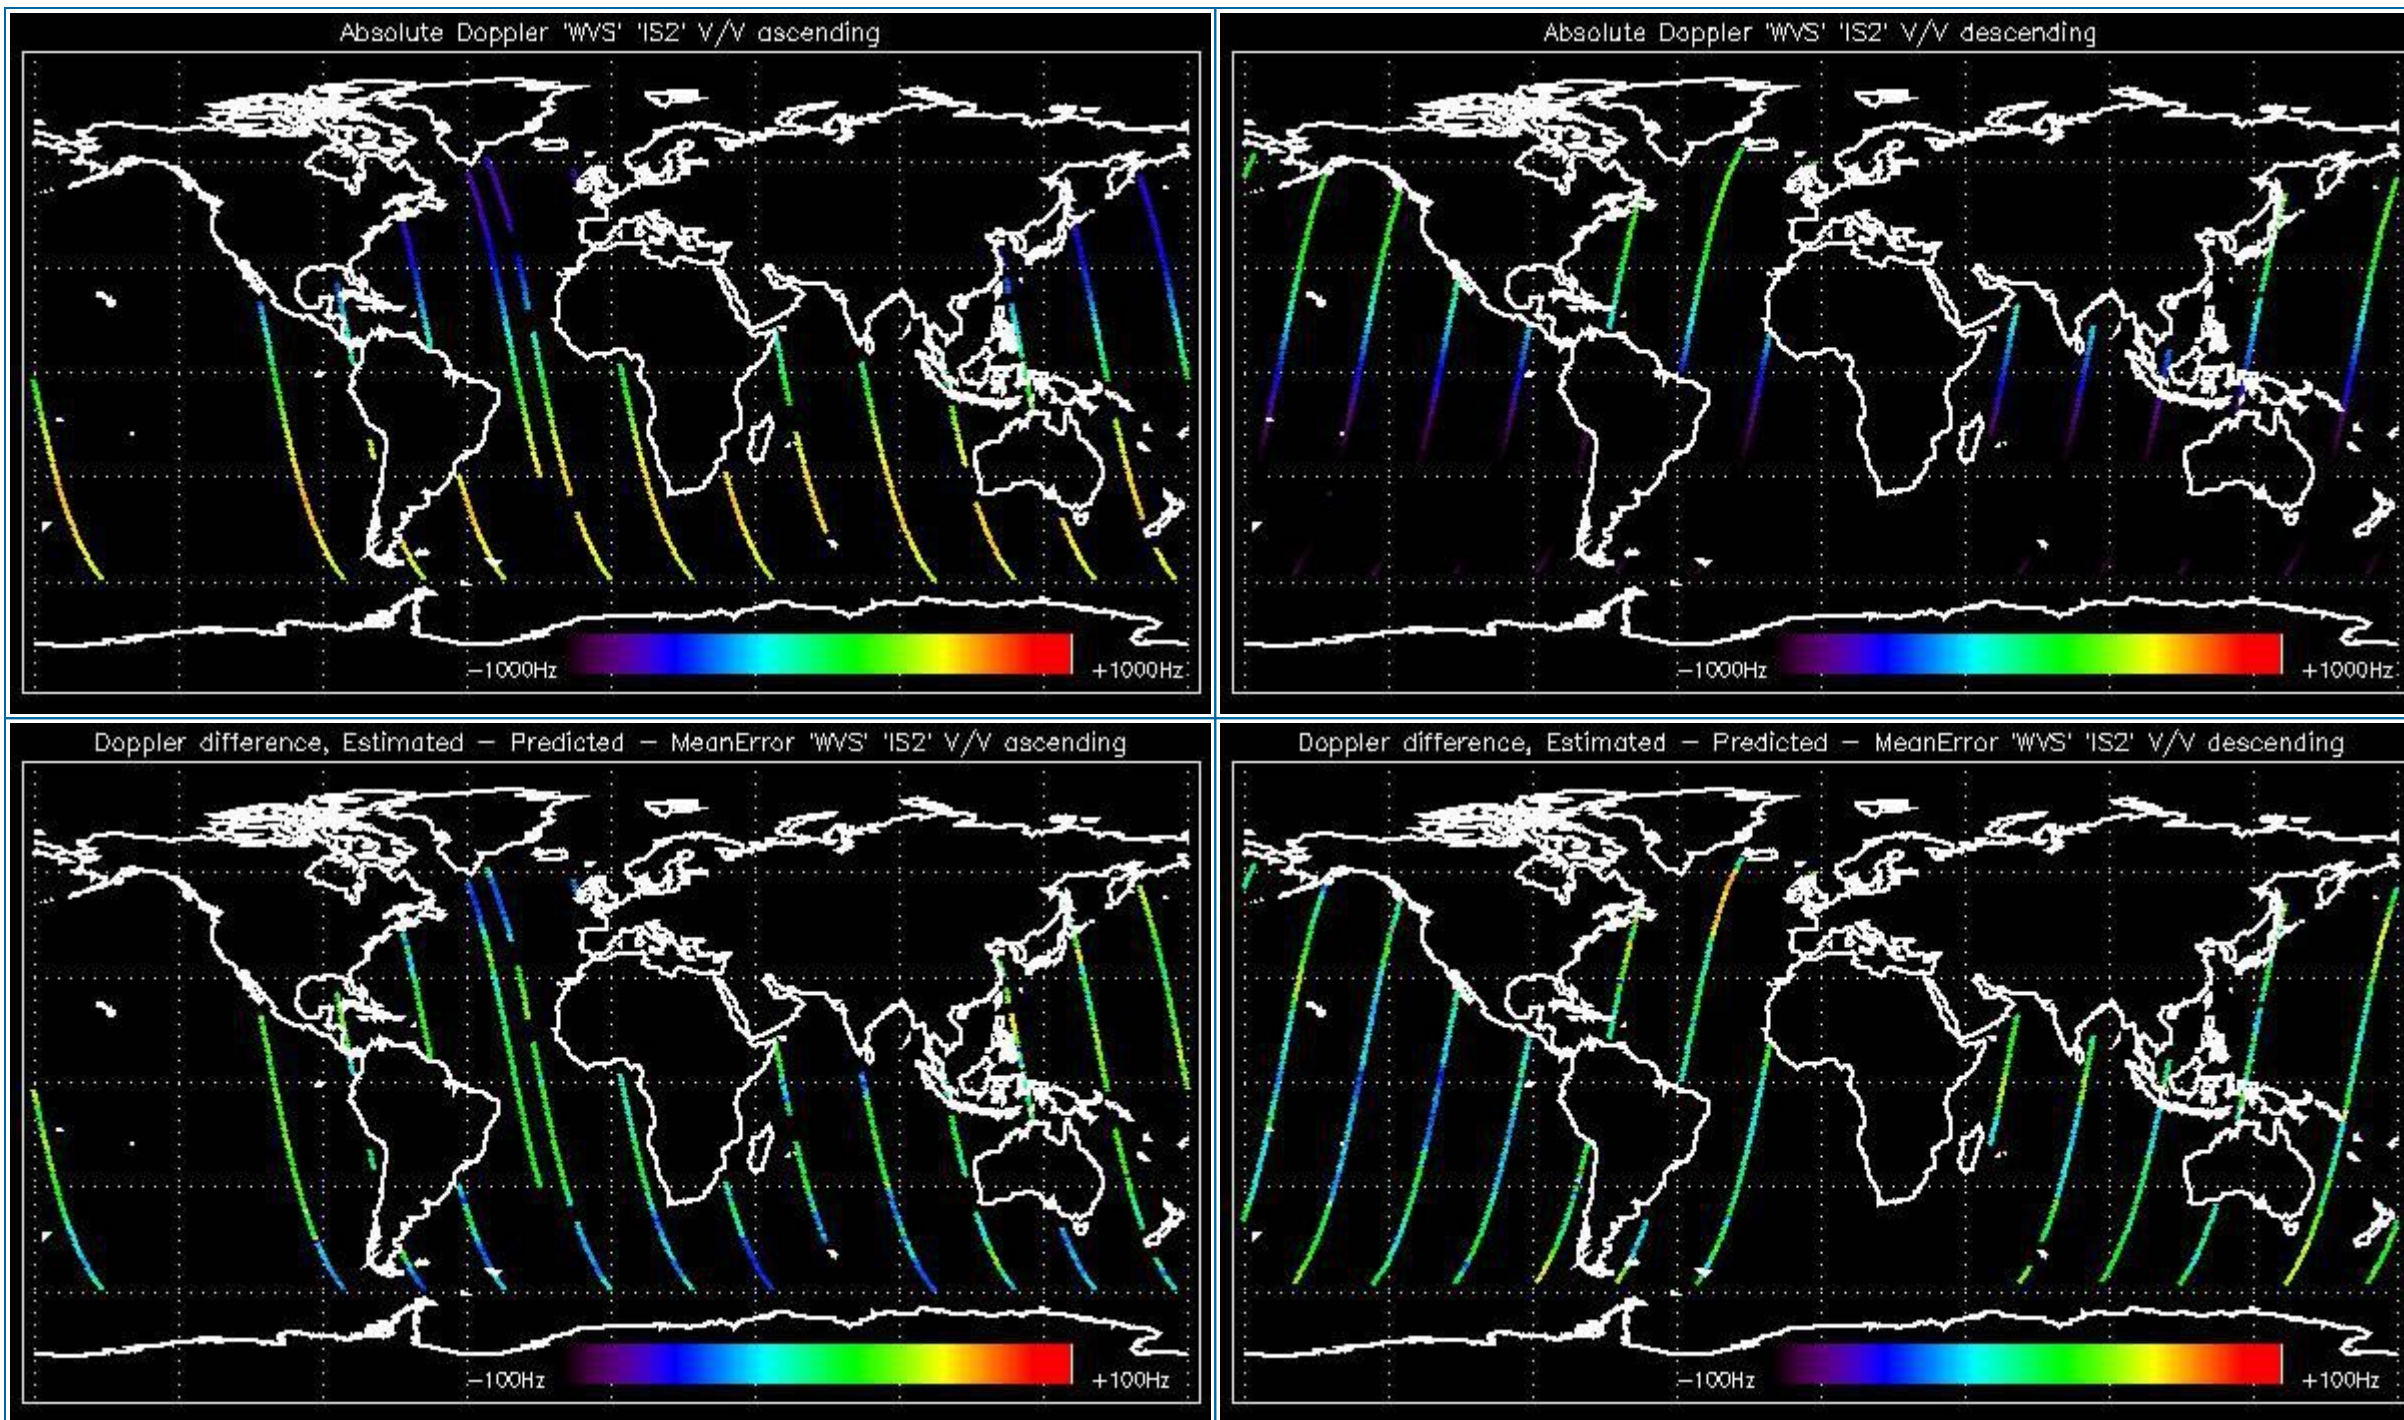 Absolute Doppler 'WVS' 'IS2' V/V ascending
-1000Hz
+1000Hz
Absolute Doppler 'WVS' 'IS2' V/V descending
-1000Hz
+1000Hz
Doppler difference, Estimated - Predicted - MeanError 'WVS' 'IS2' V/V ascending
-100Hz
+100Hz
Doppler difference, Estimated - Predicted - MeanError 'WVS' 'IS2' V/V descending
-100Hz
+100Hz